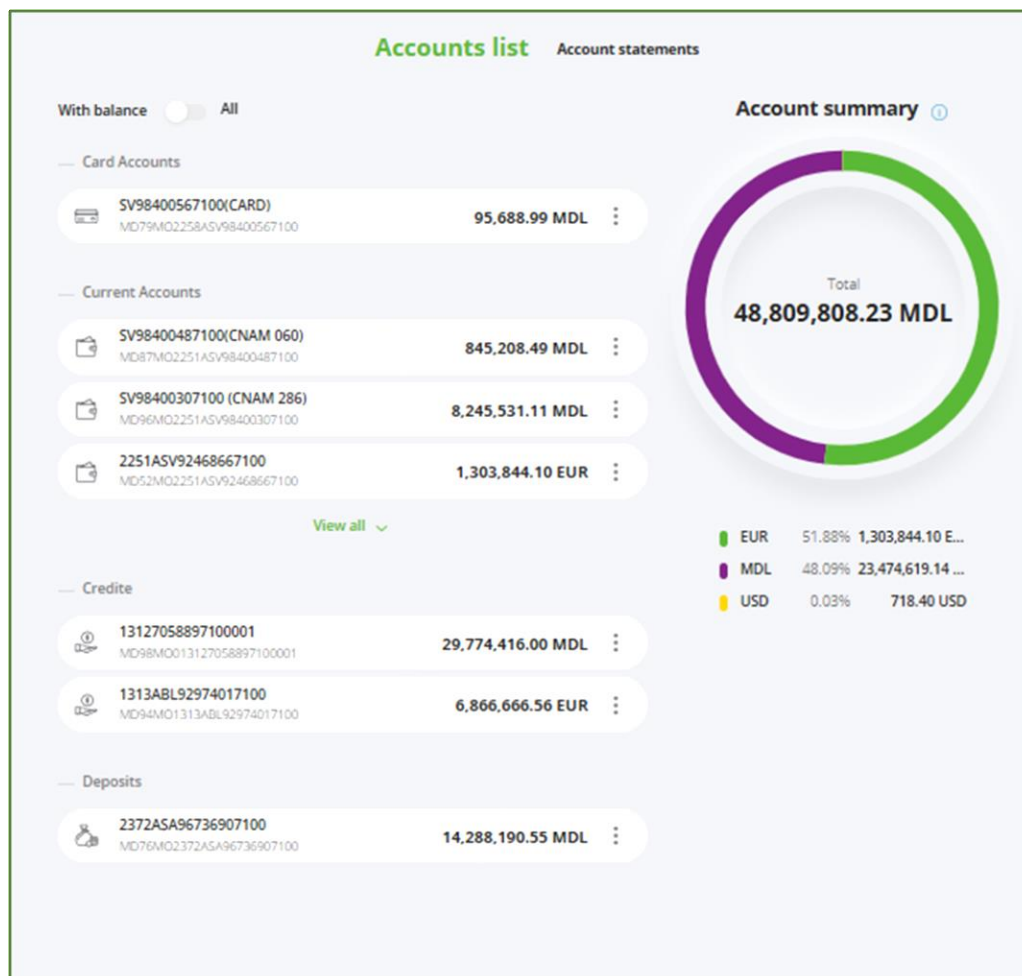 Accounts list Account statements
With balance All
Card Accounts
SV98400567100(CARD)
MD79MO2258ASV98400567100
95,688.99 MDL
Current Accounts
SV98400487100(CNAM 060)
MD87MO2251ASV98400487100
845,208.49 MDL
SV98400307100 (CNAM 286)
MD96MO2251ASV98400307100
8,245,531.11 MDL
2251ASV92468667100
MD52MO2251ASV92468667100
1,303,844.10 EUR
View all
Credite
13127058897100001
MD98MO013127058897100001
29,774,416.00 MDL
1313ABL92974017100
MD94MO1313ABL92974017100
6,866,666.56 EUR
Deposits
2372ASA96736907100
MD76MO2372ASA96736907100
14,288,190.55 MDL
Account summary
Total
48,809,808.23 MDL
EUR 51.88% 1,303,844.10 E...
MDL 48.09% 23,474,619.14 ...
USD 0.03% 718.40 USD